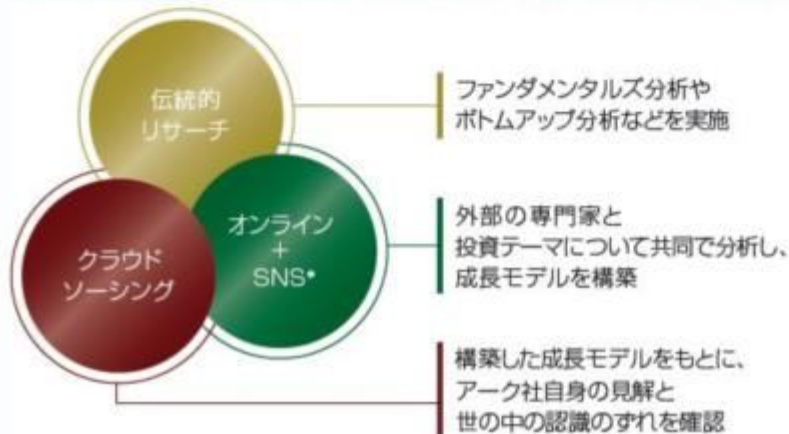 伝統的
リサーチ
ファンダメンタルズ分析や
ボトムアップ分析などを実施
オンライン
+
SNS*
外部の専門家と
投資テーマについて共同で分析し、
成長モデルを構築
クラウド
ソーシング
構築した成長モデルをもとに、
アーク社自身の見解と
世の中の認識のずれを確認